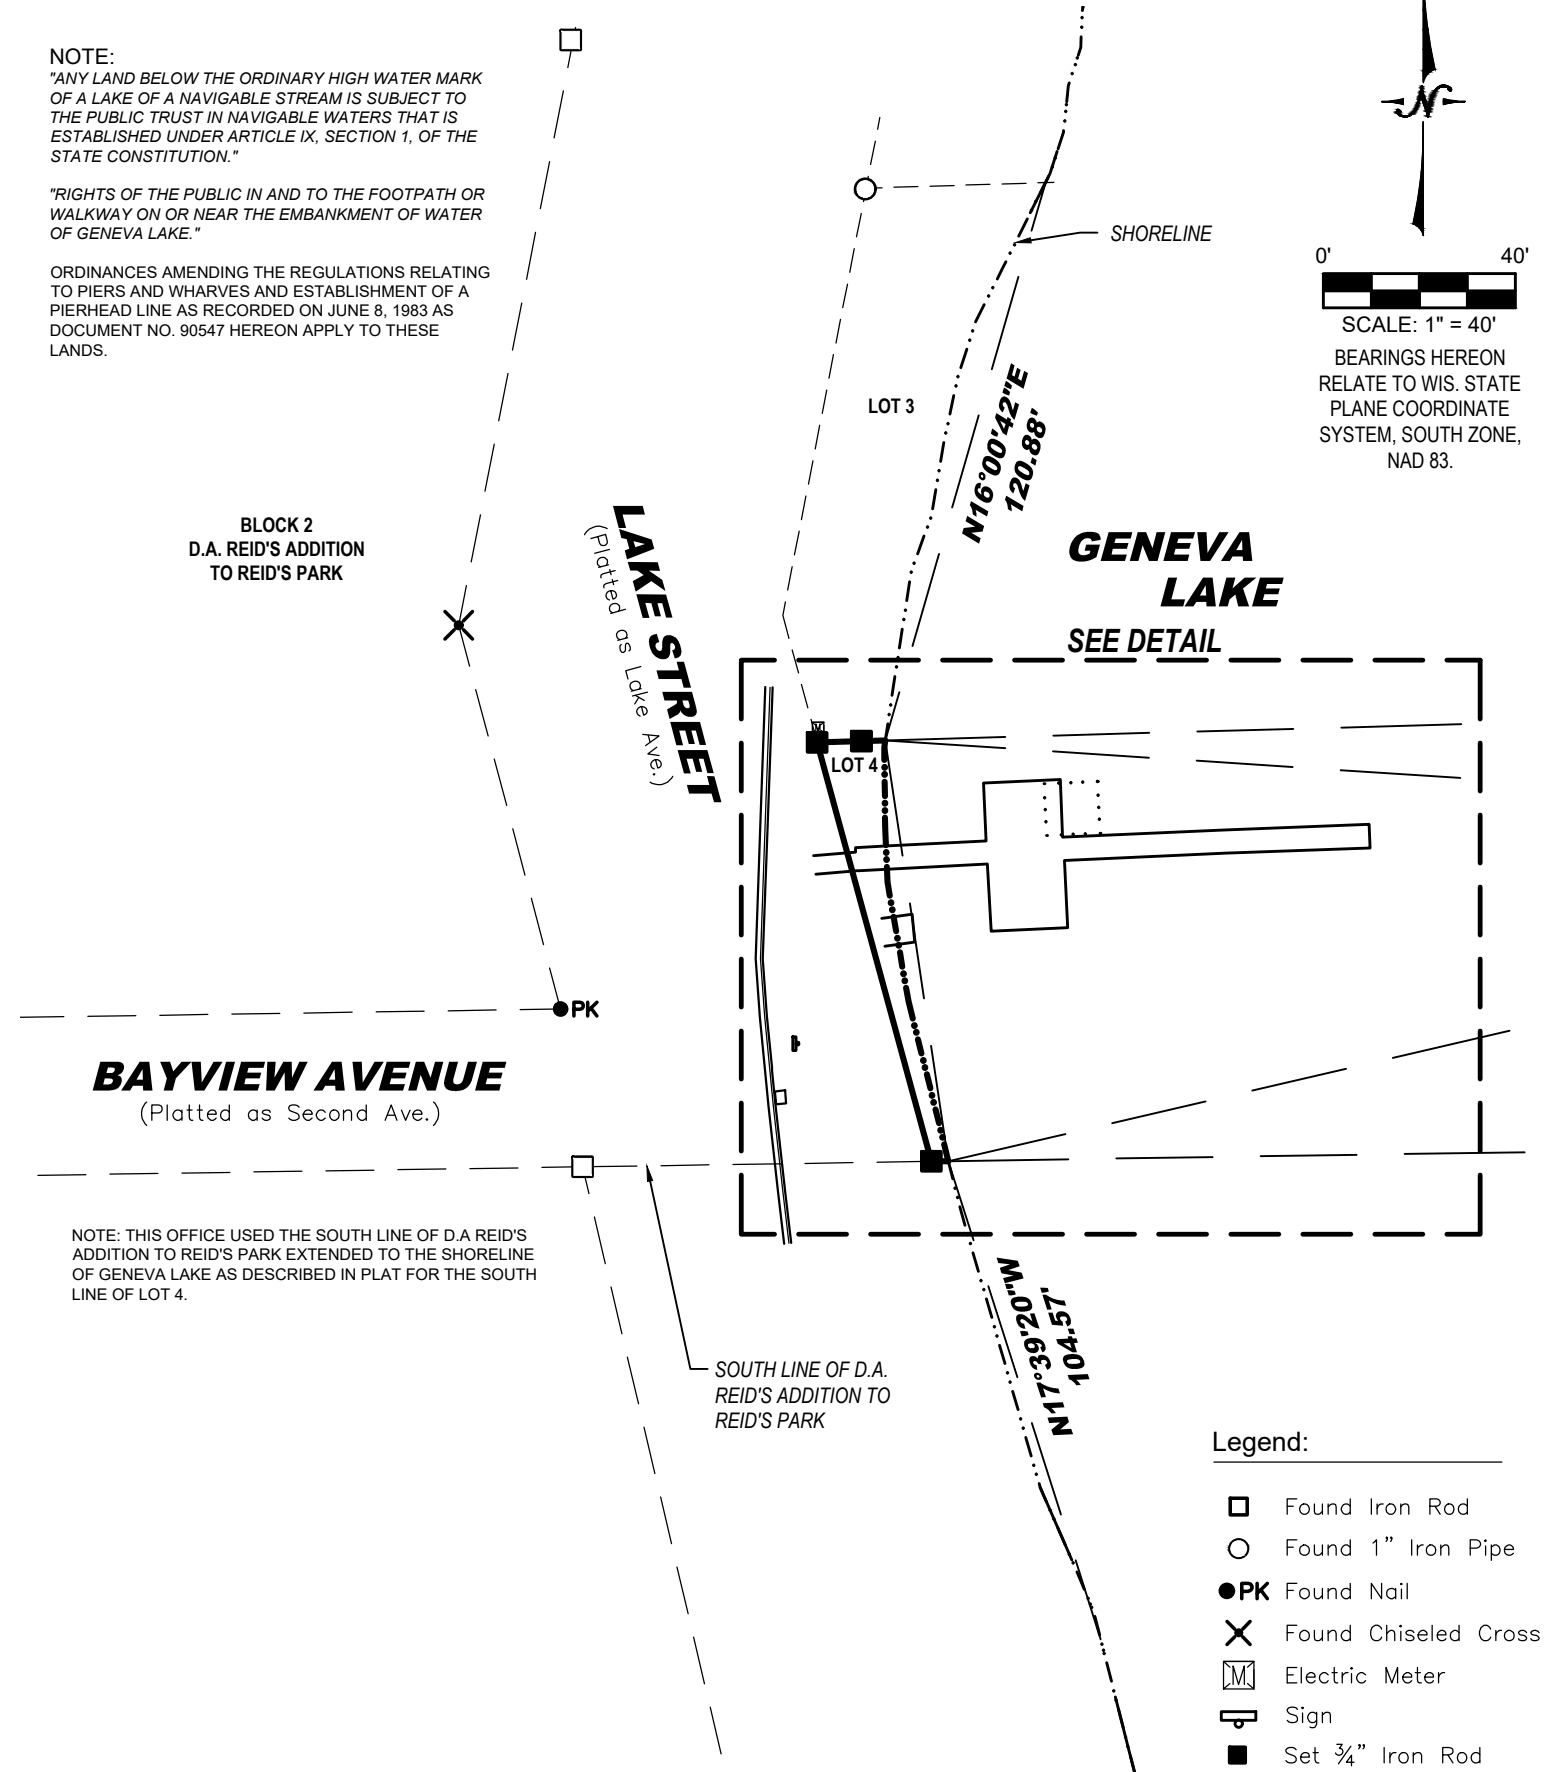 NOTE:
"ANY LAND BELOW THE ORDINARY HIGH WATER MARK
OF A LAKE OF A NAVIGABLE STREAM IS SUBJECT TO
THE PUBLIC TRUST IN NAVIGABLE WATERS THAT IS
ESTABLISHED UNDER ARTICLE IX, SECTION 1, OF THE
STATE CONSTITUTION."
"RIGHTS OF THE PUBLIC IN AND TO THE FOOTPATH OR
WALKWAY ON OR NEAR THE EMBANKMENT OF WATER
OF GENEVA LAKE."
ORDINANCES AMENDING THE REGULATIONS RELATING
TO PIERS AND WHARVES AND ESTABLISHMENT OF A
PIERHEAD LINE AS RECORDED ON JUNE 8, 1983 AS
DOCUMENT NO. 90547 HEREON APPLY TO THESE
LANDS.
N
0' 40'
SCALE: 1" = 40'
BEARINGS HEREON
RELATE TO WIS. STATE
PLANE COORDINATE
SYSTEM, SOUTH ZONE,
NAD 83.
SHORELINE
LOT 3
N16°00'42"E
120.88'
BLOCK 2
D.A. REID'S ADDITION
TO REID'S PARK
LAKE STREET
(Platted as Lake Ave.)
GENEVA
LAKE
SEE DETAIL
M
LOT 4
PK
BAYVIEW AVENUE
(Platted as Second Ave.)
NOTE: THIS OFFICE USED THE SOUTH LINE OF D.A REID'S
ADDITION TO REID'S PARK EXTENDED TO THE SHORELINE
OF GENEVA LAKE AS DESCRIBED IN PLAT FOR THE SOUTH
LINE OF LOT 4.
N17°39'20"W
104.57'
SOUTH LINE OF D.A.
REID'S ADDITION TO
REID'S PARK
Legend:
Found Iron Rod
Found 1" Iron Pipe
PK Found Nail
Found Chiseled Cross
M Electric Meter
Sign
Set ¾" Iron Rod